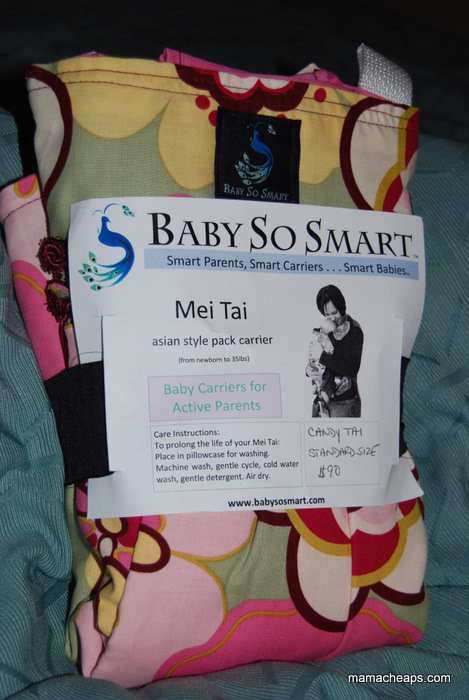 BABY SO SMART
BABY SO SMART™
Smart Parents, Smart Carriers . . . Smart Babies™
Mei Tai
asian style pack carrier
(from newborn to 35lbs)
Baby Carriers for
Active Parents
Care Instructions:
To prolong the life of your Mei Tai:
Place in pillowcase for washing.
Machine wash, gentle cycle, cold water
wash, gentle detergent. Air dry.
CANDY TAI
STANDARD SIZE
$90
www.babysosmart.com
mamacheaps.com